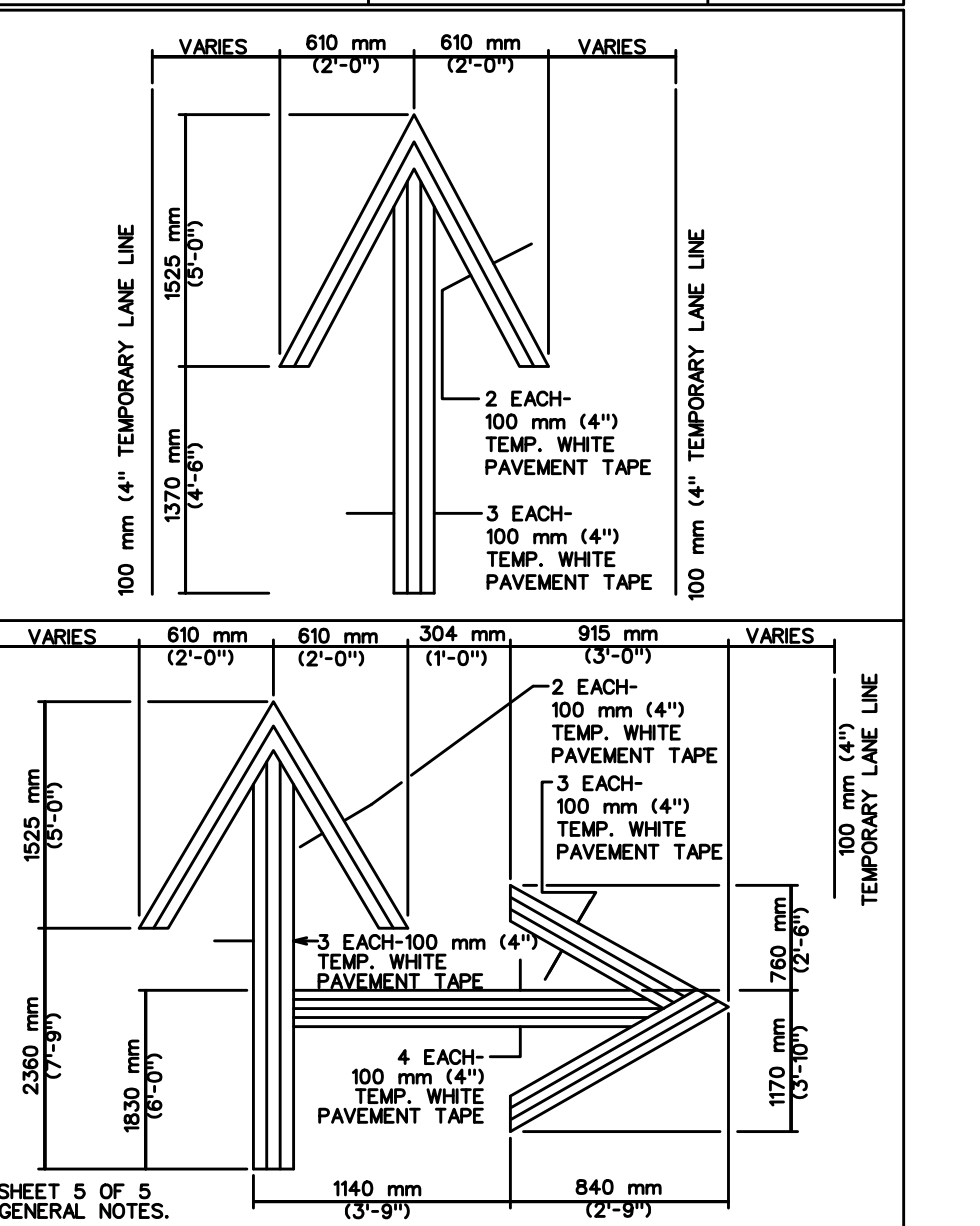 VARIES
610 mm
(2'-0")
610 mm
(2'-0")
VARIES
100 mm (4" TEMPORARY LANE LINE
1525 mm
(5'-0")
1370 mm
(4'-6")
2 EACH-
100 mm (4")
TEMP. WHITE
PAVEMENT TAPE
3 EACH-
100 mm (4")
TEMP. WHITE
PAVEMENT TAPE
100 mm (4" TEMPORARY LANE LINE
VARIES
610 mm
(2'-0")
610 mm
(2'-0")
304 mm
(1'-0")
915 mm
(3'-0")
VARIES
2 EACH-
100 mm (4")
TEMP. WHITE
PAVEMENT TAPE
3 EACH-
100 mm (4")
TEMP. WHITE
PAVEMENT TAPE
100 mm (4")
TEMPORARY LANE LINE
1525 mm
(5'-0")
3 EACH-100 mm (4")
TEMP. WHITE
PAVEMENT TAPE
760 mm
(2'-6")
2360 mm
(7'-9")
1830 mm
(6'-0")
4 EACH-
100 mm (4")
TEMP. WHITE
PAVEMENT TAPE
1170 mm
(3'-10")
1140 mm
(3'-9")
840 mm
(2'-9")
SHEET 5 OF 5
GENERAL NOTES.